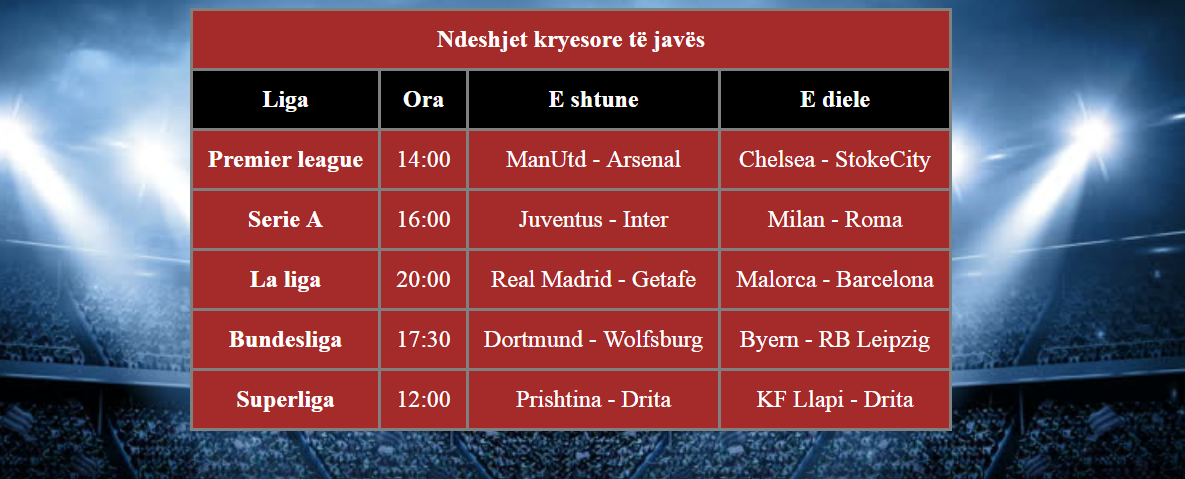 Ndeshjet kryesore të javës
Liga Ora E shtune E diele
Premier league 14:00 ManUtd - Arsenal Chelsea - StokeCity
Serie A 16:00 Juventus - Inter Milan - Roma
La liga 20:00 Real Madrid - Getafe Malorca - Barcelona
Bundesliga 17:30 Dortmund - Wolfsburg Byern - RB Leipzig
Superliga 12:00 Prishtina - Drita KF Llapi - Drita